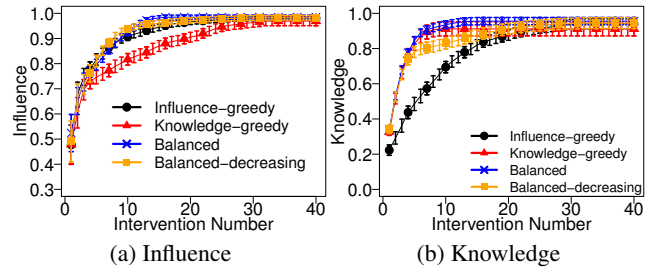 1.0
0.9
0.8
0.7
0.6
0.5
0.4
0.3
Influence
Influence-greedy
Knowledge-greedy
Balanced
Balanced-decreasing
0 10 20 30 40
Intervention Number
(a) Influence
1.0
0.8
0.6
0.4
0.2
0.0
Knowledge
Influence-greedy
Knowledge-greedy
Balanced
Balanced-decreasing
0 10 20 30 40
Intervention Number
(b) Knowledge